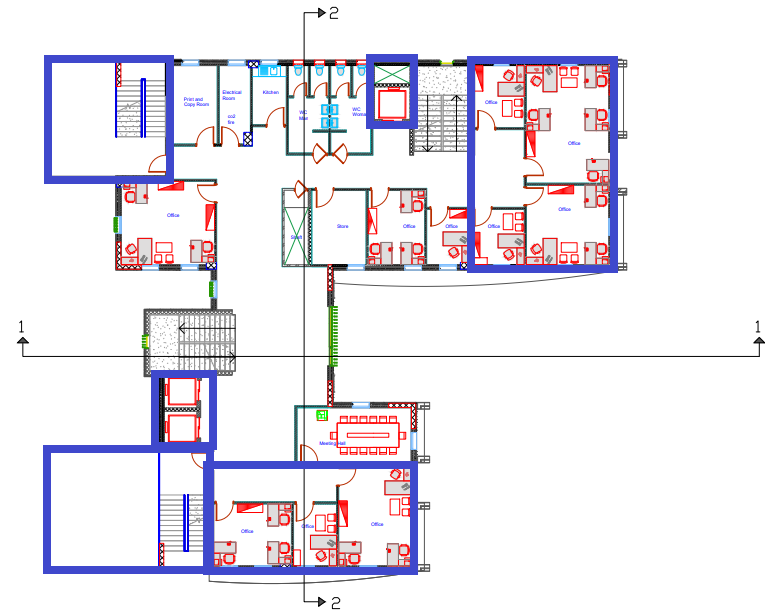 2
Print and
Copy Room
Electrical
Room
co2
fire
Kitchen
WC
Man
WC
Woman
Office
Office
Office
Store
Office
Office
Office
Office
Shaft
1
1
Meeting Hall
Office
Office
Office
2